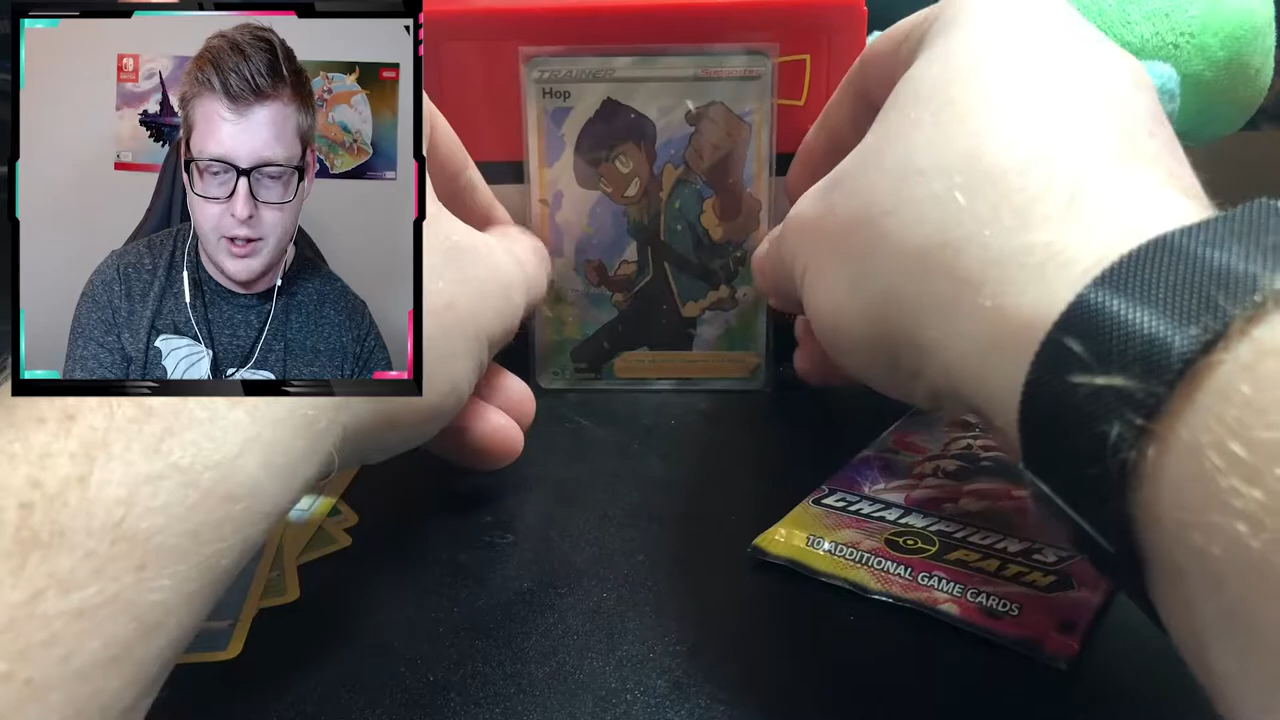 TRAINER
Supporter
Hop
CHAMPION'S
PATH
10 ADDITIONAL GAME CARDS